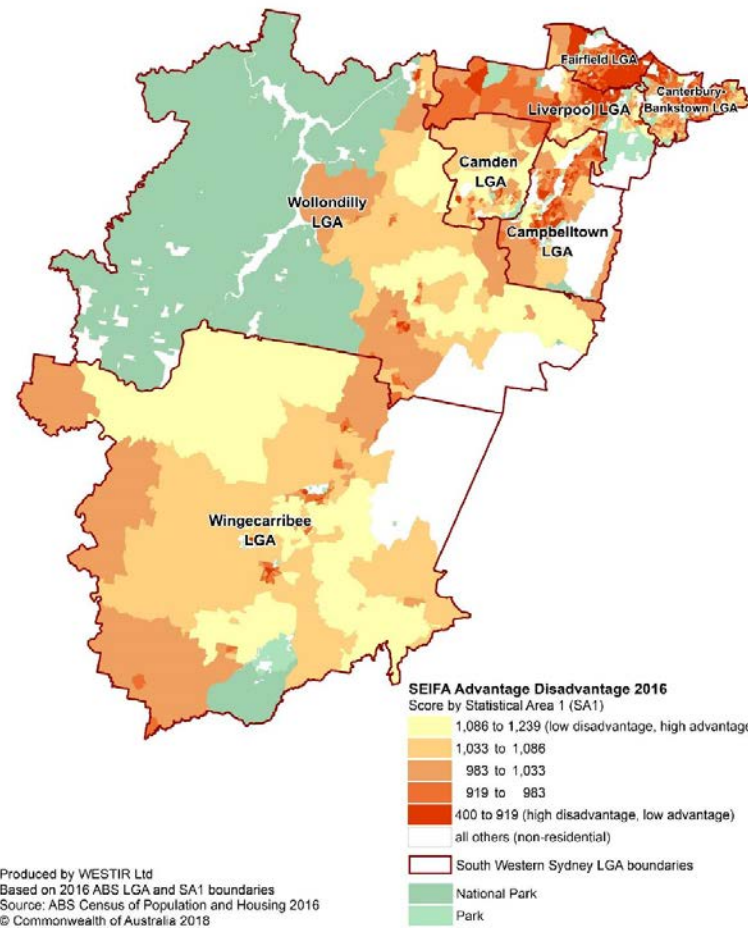 Fairfield LGA
Canterbury-
Bankstown LGA
Liverpool LGA
Camden
LGA
Wollondilly
LGA
Campbelltown
LGA
Wingecarribee
LGA
SEIFA Advantage Disadvantage 2016
Score by Statistical Area 1 (SA1)
1,086 to 1,239 (low disadvantage, high advantage
1,033 to 1,086
983 to 1,033
919 to 983
400 to 919 (high disadvantage, low advantage)
all others (non-residential)
South Western Sydney LGA boundaries
National Park
Park
Produced by WESTIR Ltd
Based on 2016 ABS LGA and SA1 boundaries
Source: ABS Census of Population and Housing 2016
© Commonwealth of Australia 2018